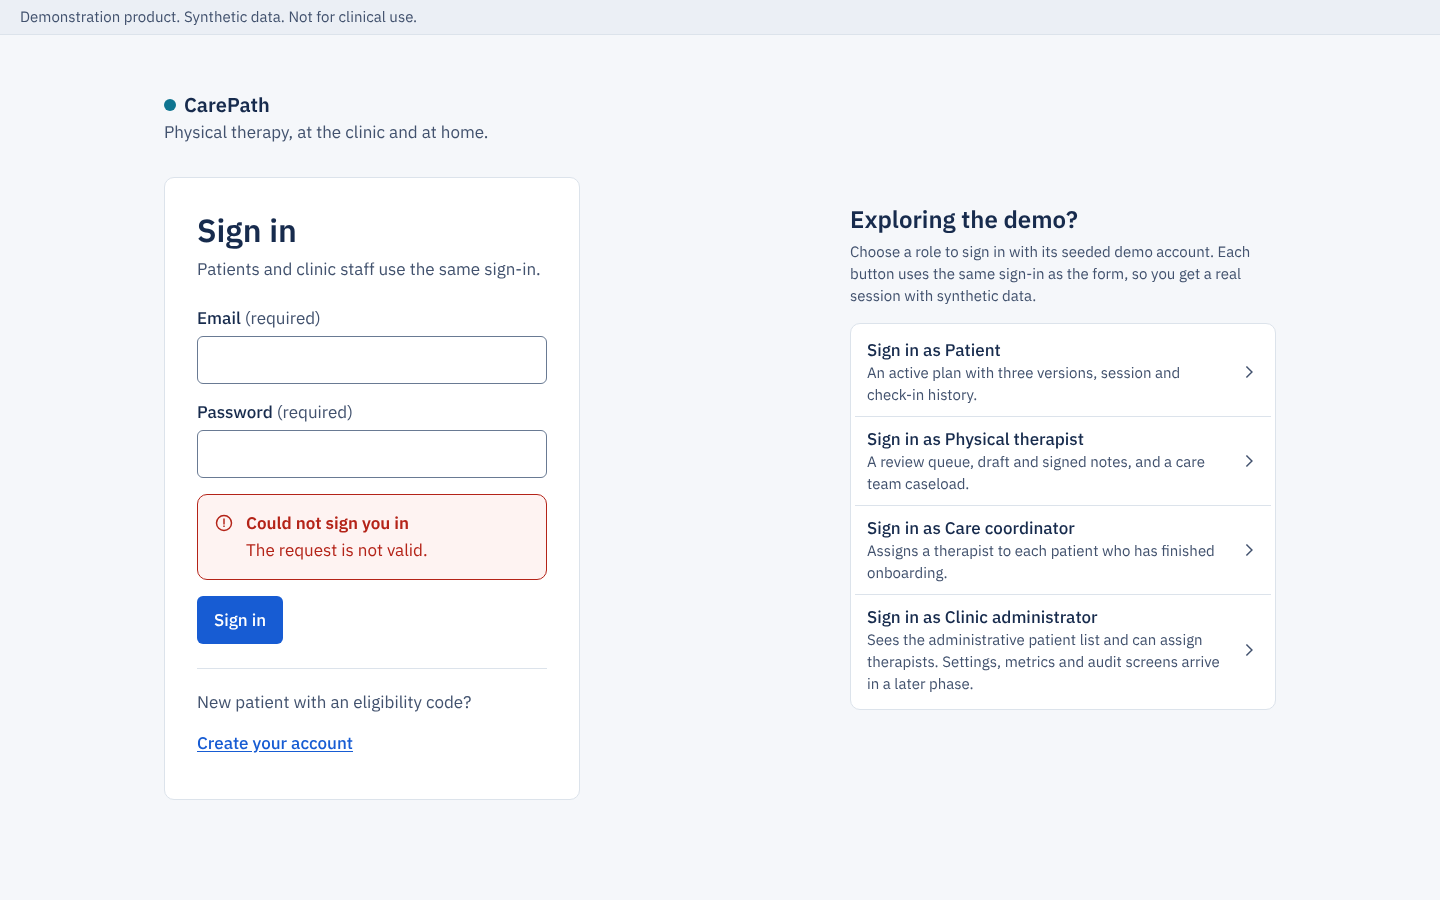 Demonstration product. Synthetic data. Not for clinical use.
CarePath
Physical therapy, at the clinic and at home.
Sign in
Patients and clinic staff use the same sign-in.
Email (required)
Password (required)
Could not sign you in
The request is not valid.
Sign in
New patient with an eligibility code?
Create your account
Exploring the demo?
Choose a role to sign in with its seeded demo account. Each
button uses the same sign-in as the form, so you get a real
session with synthetic data.
Sign in as Patient
An active plan with three versions, session and
check-in history.
Sign in as Physical therapist
A review queue, draft and signed notes, and a care
team caseload.
Sign in as Care coordinator
Assigns a therapist to each patient who has finished
onboarding.
Sign in as Clinic administrator
Sees the administrative patient list and can assign
therapists. Settings, metrics and audit screens arrive
in a later phase.